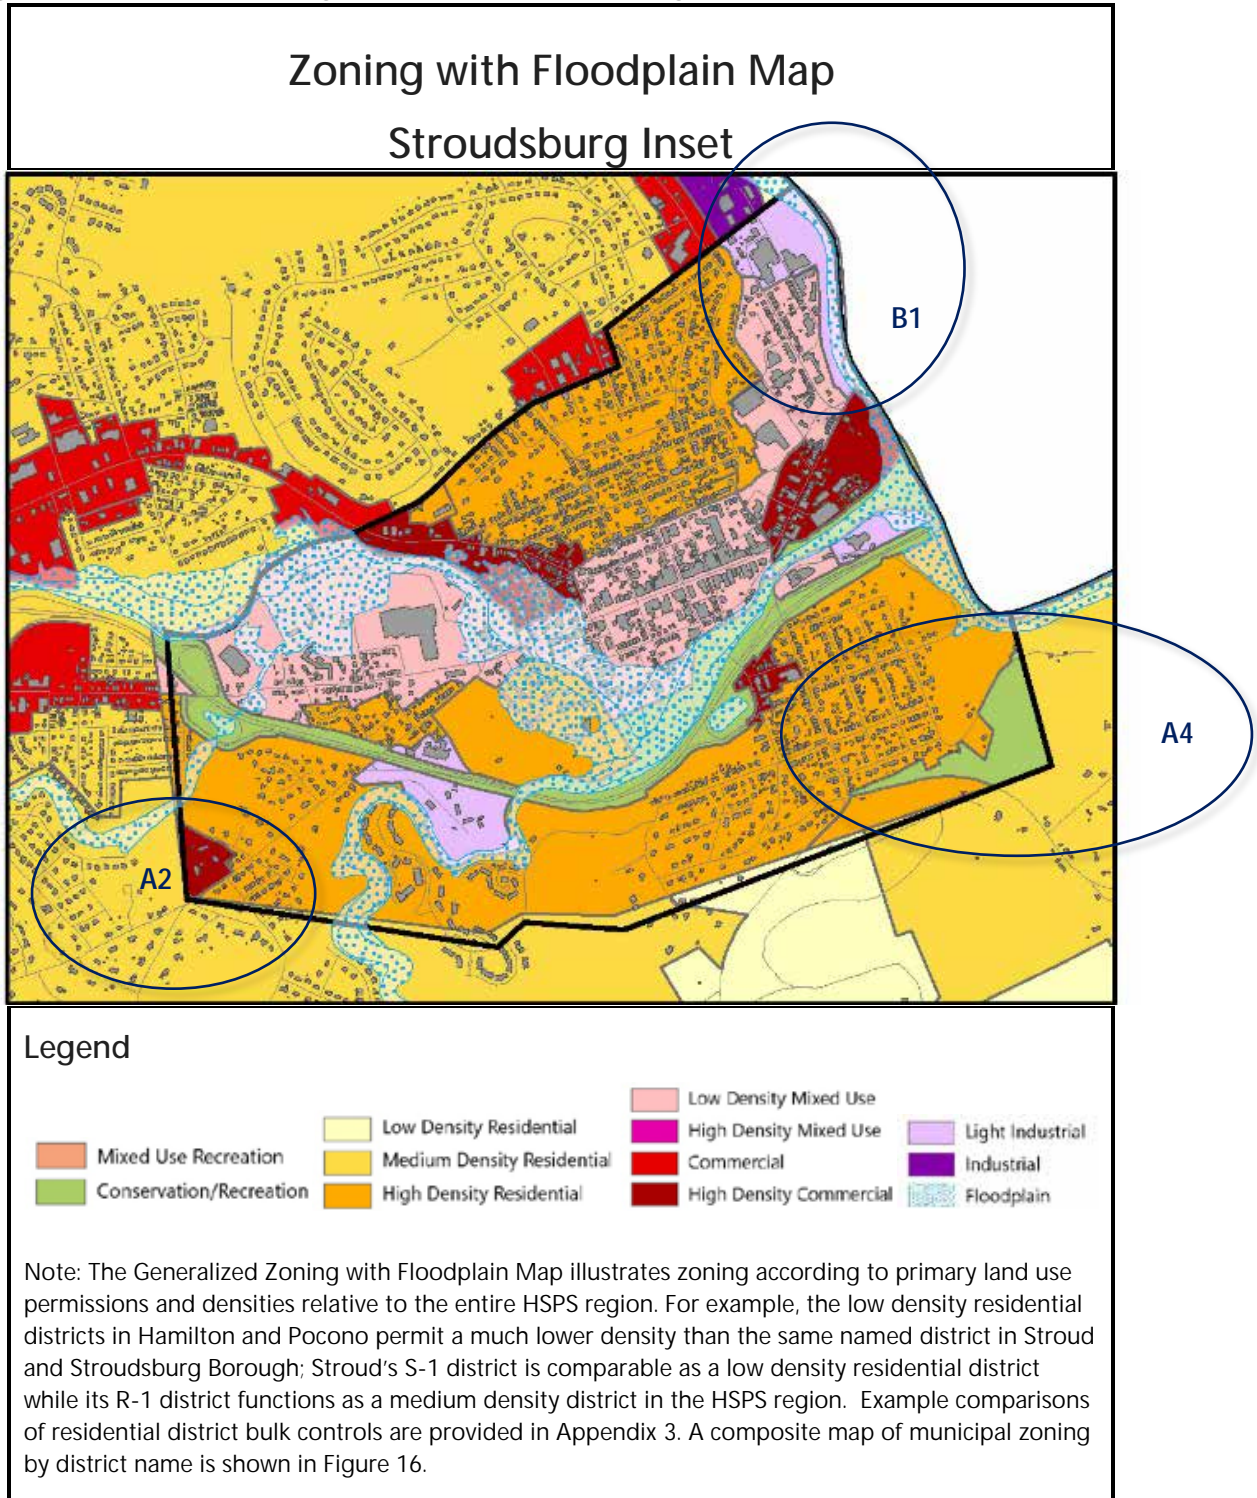 Zoning with Floodplain Map
Stroudsburg Inset
B1
A4
A2
Legend
Mixed Use Recreation
Conservation/Recreation
Low Density Residential
Medium Density Residential
High Density Residential
Low Density Mixed Use
High Density Mixed Use
Commercial
High Density Commercial
Light Industrial
Industrial
Floodplain
Note: The Generalized Zoning with Floodplain Map illustrates zoning according to primary land use
permissions and densities relative to the entire HSPS region. For example, the low density residential
districts in Hamilton and Pocono permit a much lower density than the same named district in Stroud
and Stroudsburg Borough; Stroud's S-1 district is comparable as a low density residential district
while its R-1 district functions as a medium density district in the HSPS region. Example comparisons
of residential district bulk controls are provided in Appendix 3. A composite map of municipal zoning
by district name is shown in Figure 16.